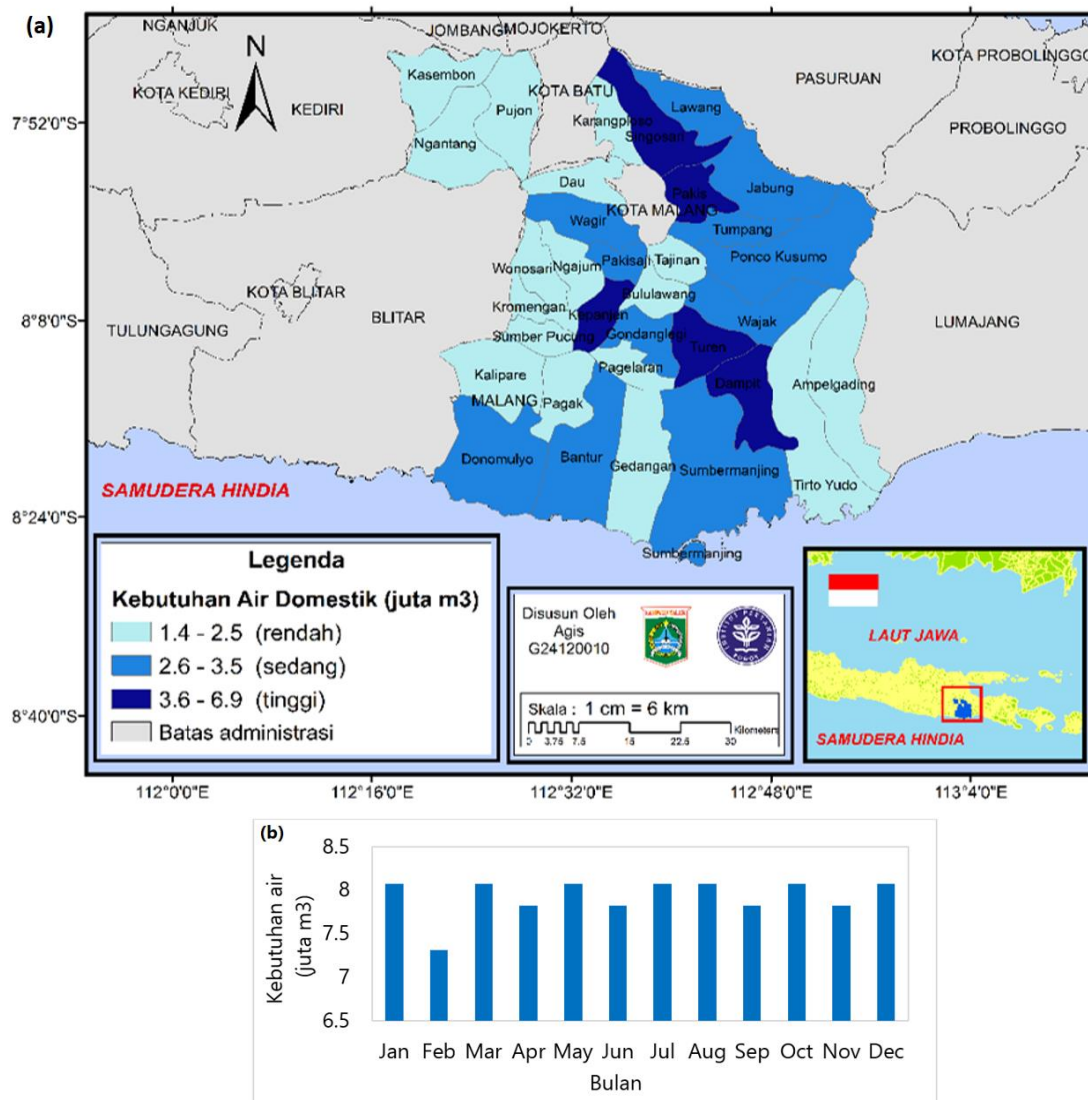 (a)
NGANJUK
JOMBANG
MOJOKERTO
KOTA PROBOLINGGO
N
Kasembon
KOTA KEDIRI
KEDIRI
Pujon
KOTA BATU
PASURUAN
Lawang
7°52'0"S
Karangploso
Singosari
PROBOLINGGO
Ngantang
Dau
Pakis
Jabung
KOTA MALANG
Wagir
Tumpang
Pakisaji
Tajinan
Ponco Kusumo
Wonosari
Ngajum
KOTA BLITAR
Bululawang
Kromengan
Kepanjen
8°8'0"S
TULUNGAGUNG
BLITAR
Wajak
LUMAJANG
Sumber Pucung
Gondanglegi
Turen
Pagelaran
Kalipare
Dampit
Ampelgading
MALANG
Pagak
Donomulyo
Bantur
Gedangan
Sumbermanjing
Tirto Yudo
SAMUDERA HINDIA
8°24'0"S
Sumbermanjing
Legenda
Kebutuhan Air Domestik (juta m3)
1.4 - 2.5 (rendah)
2.6 - 3.5 (sedang)
3.6 - 6.9 (tinggi)
Batas administrasi
Disusun Oleh
Agis
G24120010
INSTITUT PERTANIAN
BOGOR
Skala : 1 cm = 6 km
Kilometers
0 3.75 7.5 15 22.5 30
LAUT JAWA
SAMUDERA HINDIA
8°40'0"S
112°0'0"E 112°16'0"E 112°32'0"E 112°48'0"E 113°4'0"E
(b)
Kebutuhan air
(juta m3)
8.5
8
7.5
7
6.5
Jan Feb Mar Apr May Jun Jul Aug Sep Oct Nov Dec
Bulan